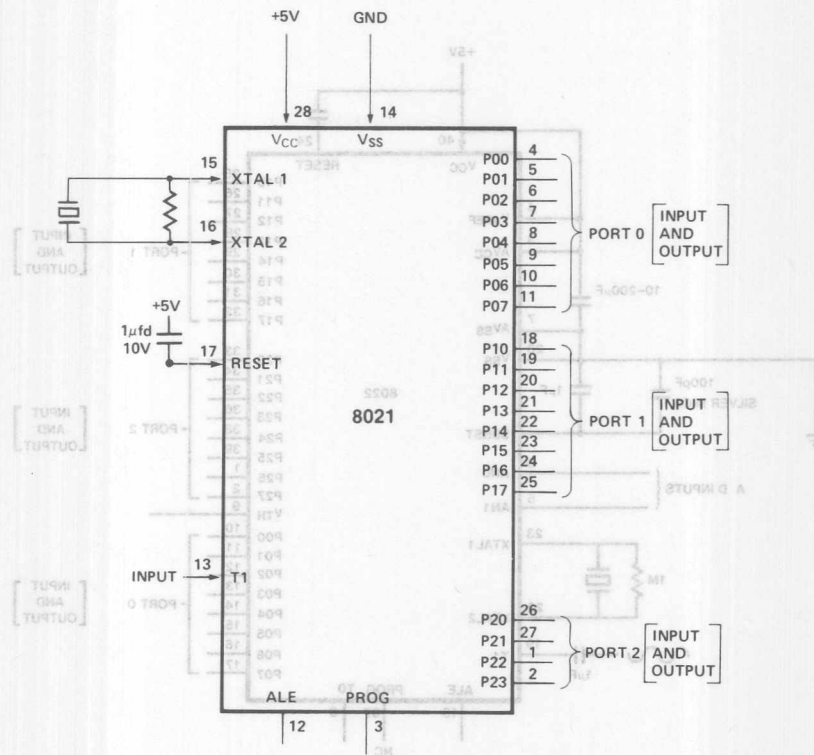 +5V
GND
28
14
VCC
VSS
15
XTAL 1
16
XTAL 2
+5V
1µfd
10V
17
RESET
8021
INPUT
13
T1
ALE
PROG
12
3
P00 4
P01 5
P02 6
P03 7
P04 8
P05 9
P06 10
P07 11
PORT 0
INPUT
AND
OUTPUT
P10 18
P11 19
P12 20
P13 21
P14 22
P15 23
P16 24
P17 25
PORT 1
INPUT
AND
OUTPUT
P20 26
P21 27
P22 1
P23 2
PORT 2
INPUT
AND
OUTPUT